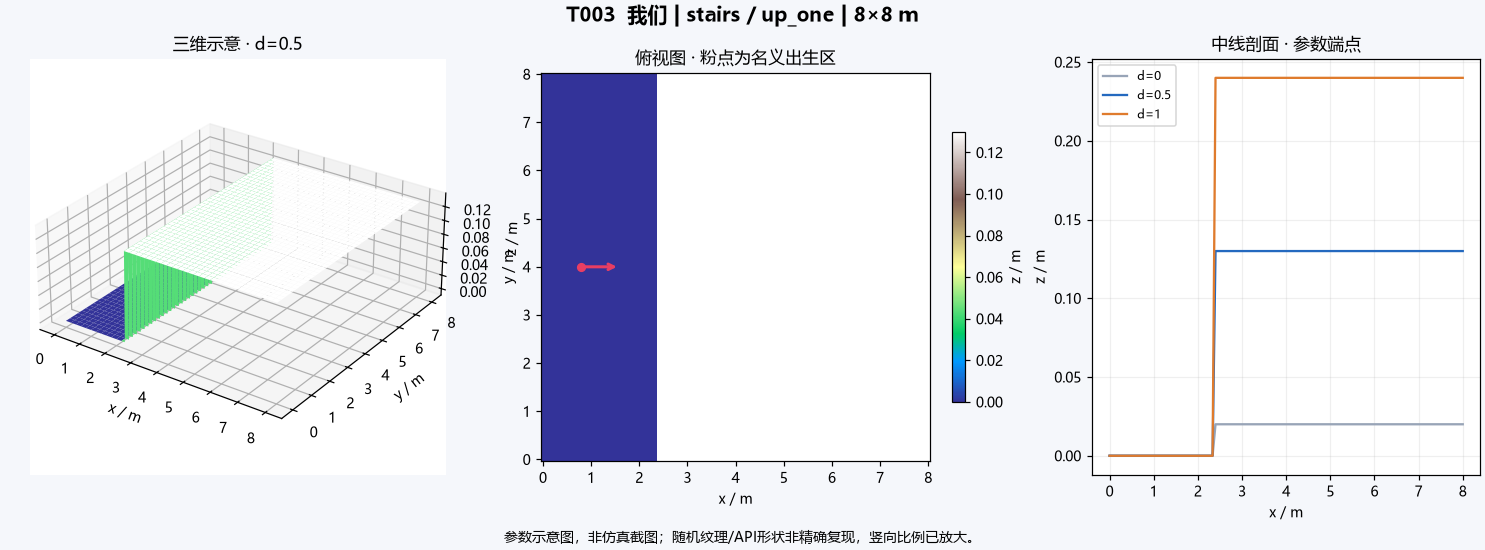 T003 我们 | stairs / up_one | 8×8 m
三维示意 · d=0.5
0.12
0.10
0.08
0.06
0.04
0.02
0.00
z / m
0
1
2
3
4
5
6
7
8
x / m
0
1
2
3
4
5
6
7
8
y / m
俯视图 · 粉点为名义出生区
8
7
6
5
4
3
2
1
0
y / m
0 1 2 3 4 5 6 7 8
x / m
0.12
0.10
0.08
0.06
0.04
0.02
0.00
z / m
中线剖面 · 参数端点
d=0
d=0.5
d=1
0.25
0.20
0.15
0.10
0.05
0.00
z / m
0 1 2 3 4 5 6 7 8
x / m
参数示意图，非仿真截图；随机纹理/API形状非精确复现，竖向比例已放大。